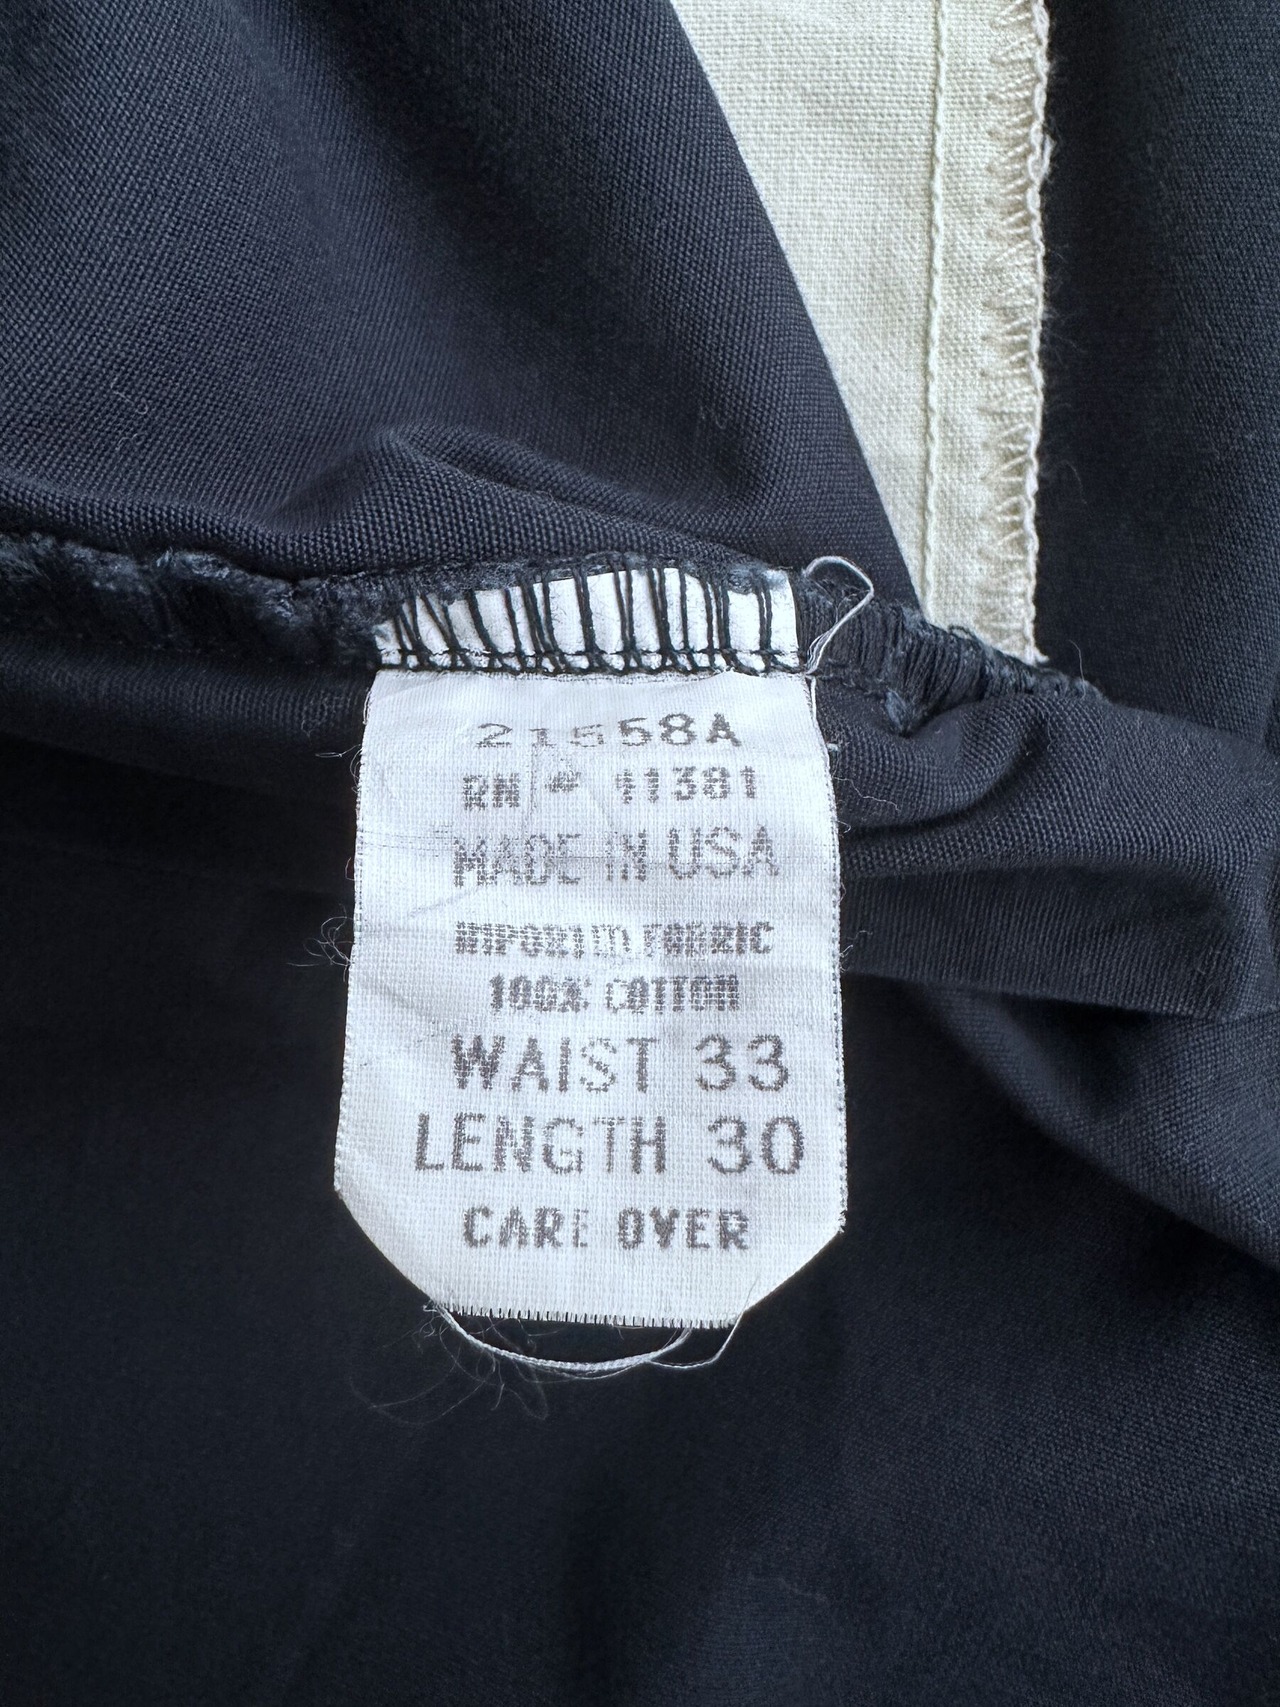 21558A
RN # 11381
MADE IN USA
IMPORTED FABRIC
100% COTTON
WAIST 33
LENGTH 30
CARE OVER